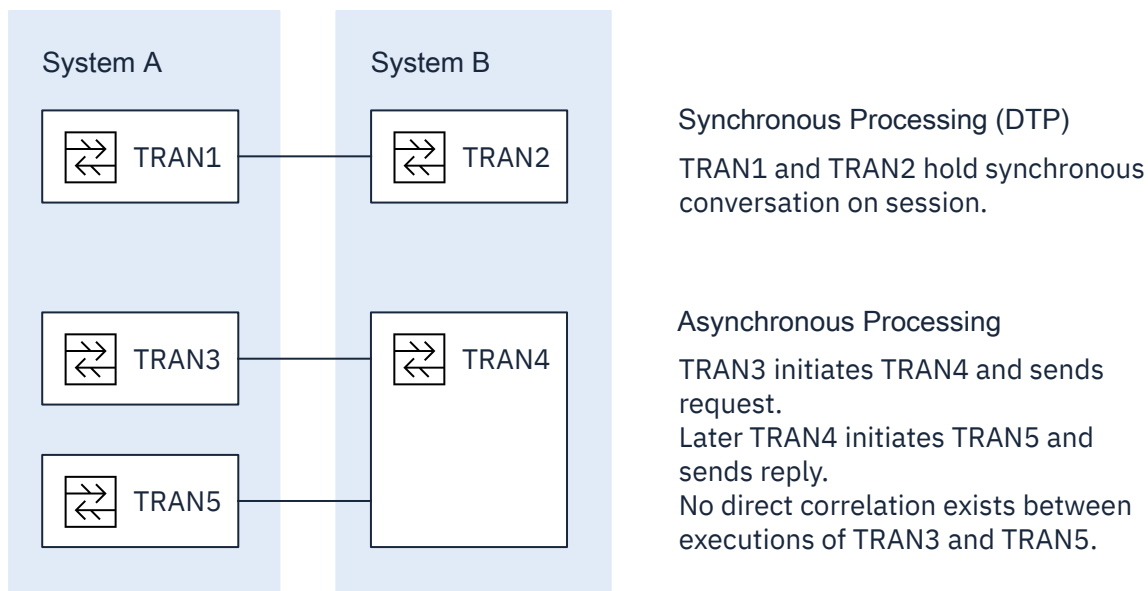 System A
System B
TRAN1
TRAN2
Synchronous Processing (DTP)
TRAN1 and TRAN2 hold synchronous
conversation on session.
TRAN3
TRAN4
TRAN5
Asynchronous Processing
TRAN3 initiates TRAN4 and sends
request.
Later TRAN4 initiates TRAN5 and
sends reply.
No direct correlation exists between
executions of TRAN3 and TRAN5.